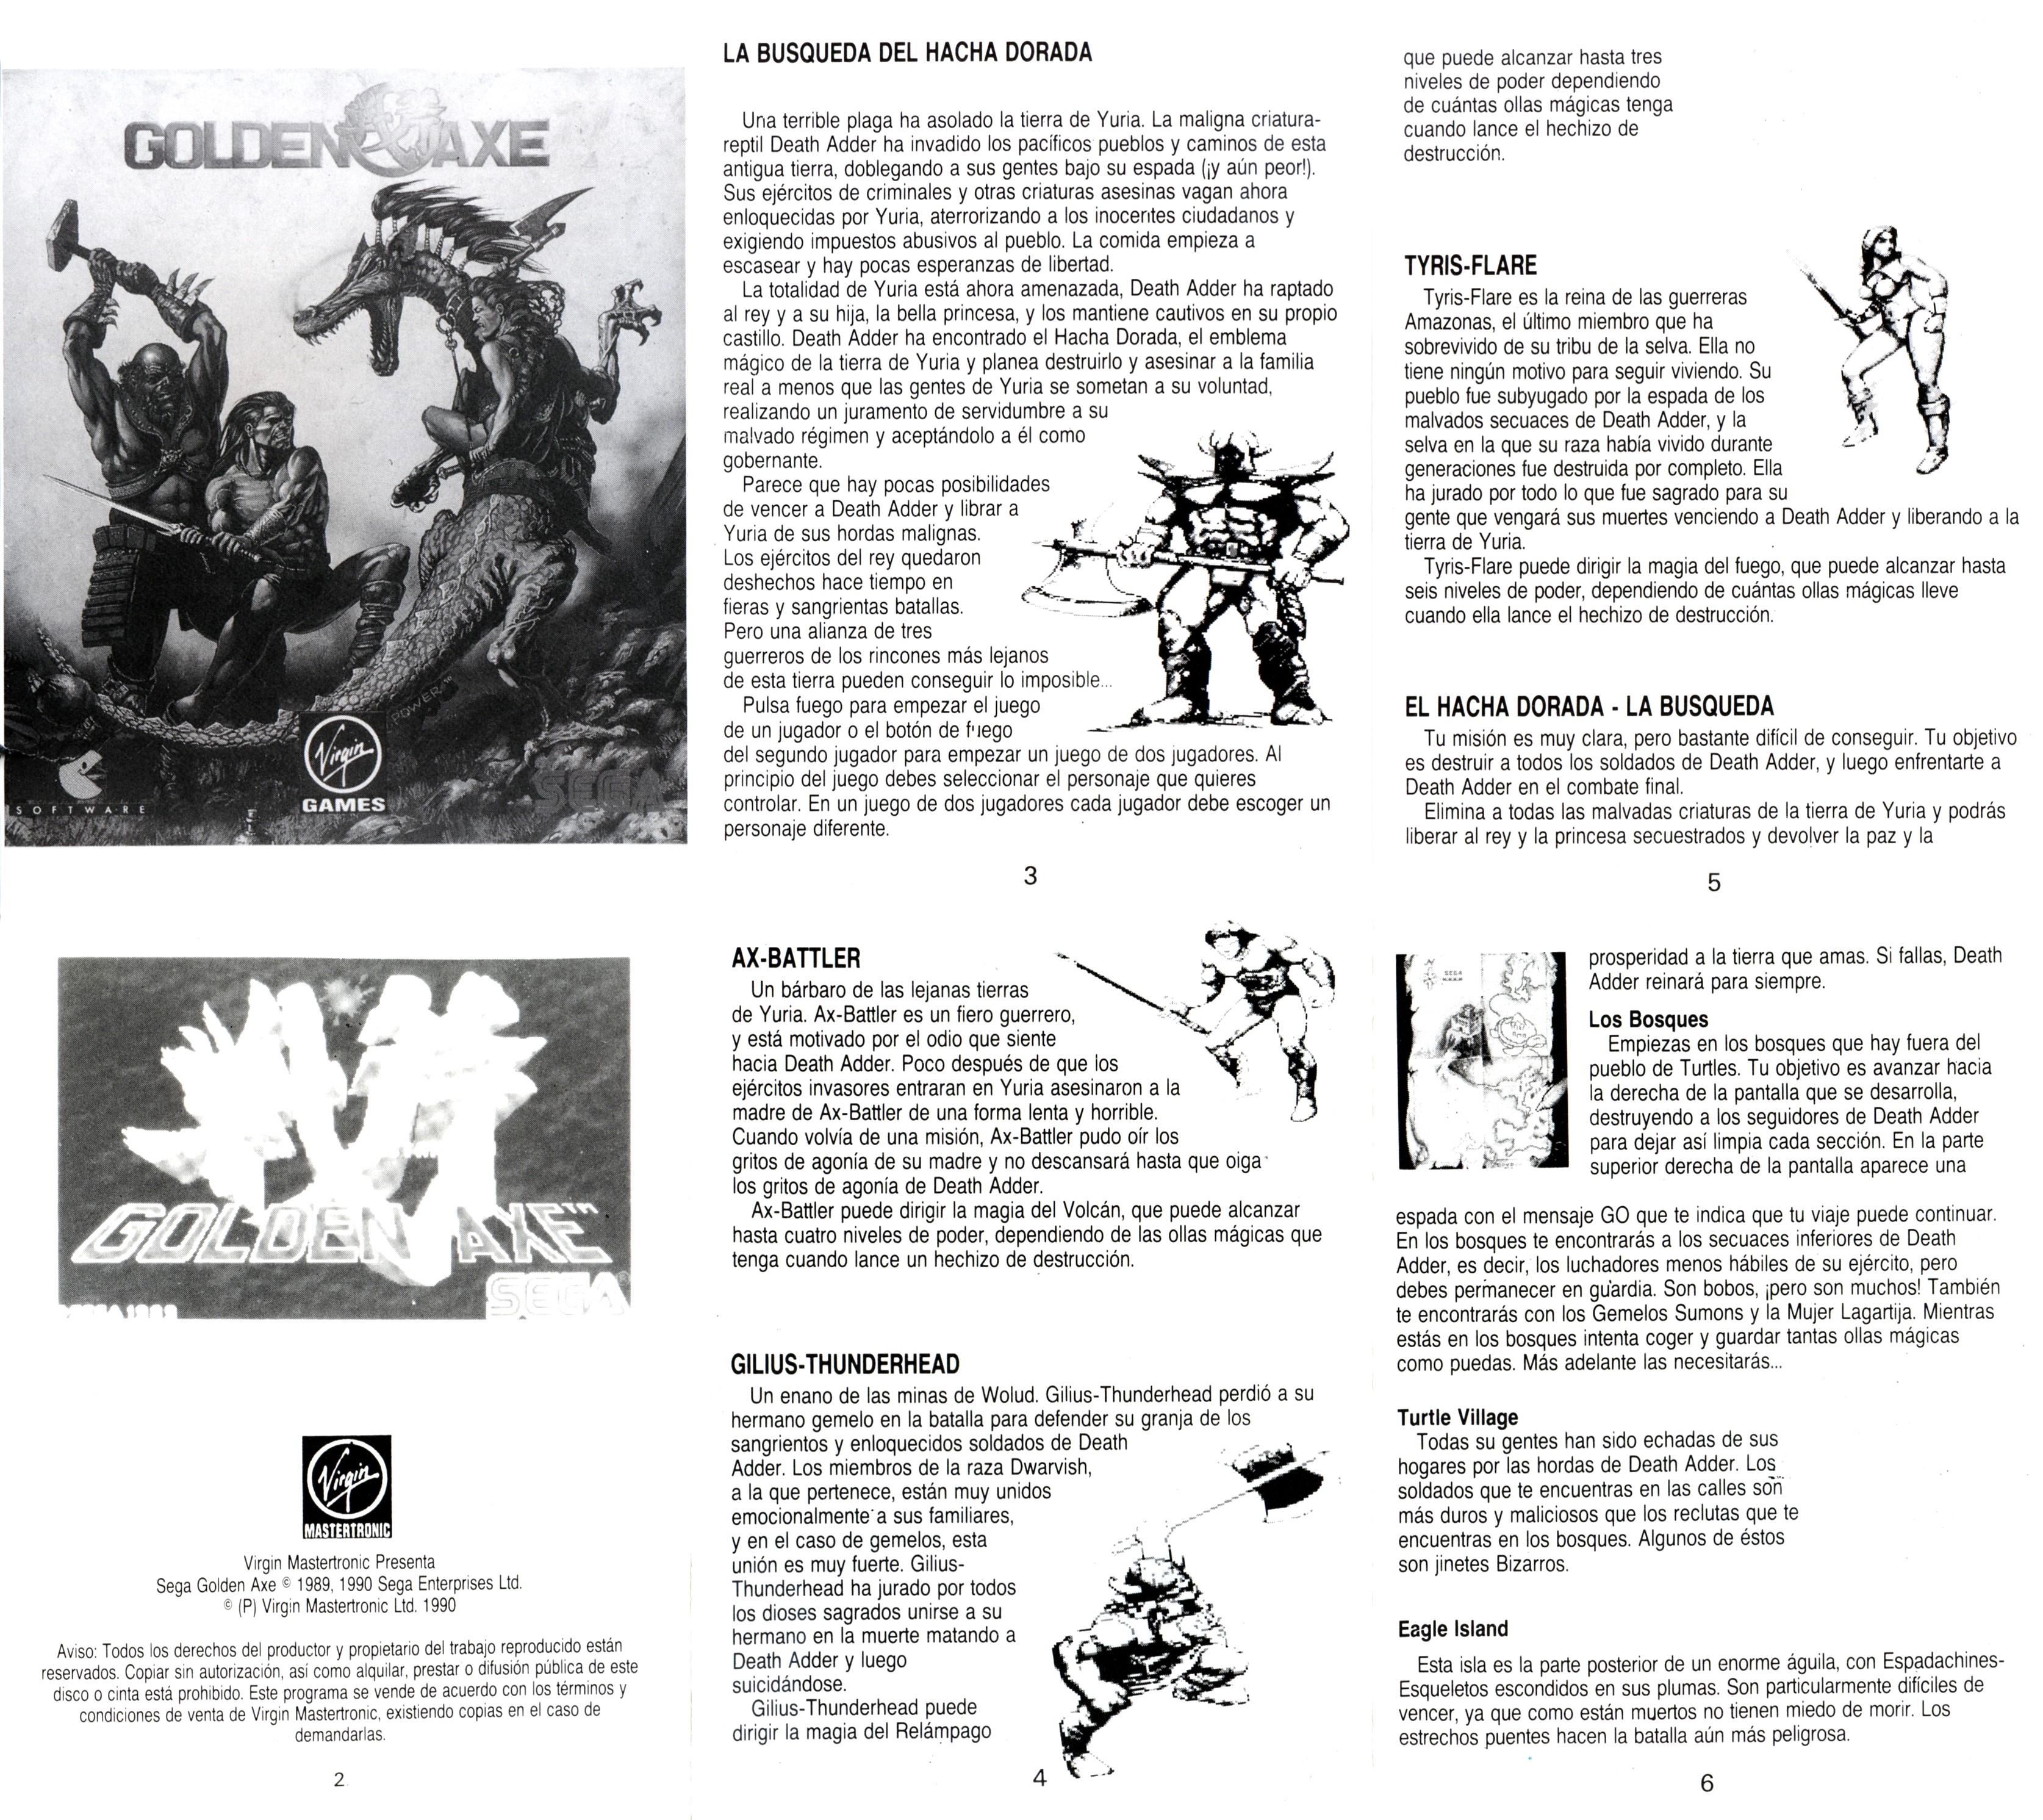 GOLDEN AXE
POWER
SOFTWARE
Virgin
GAMES
SEGA
GOLDEN AXE™
SEGA®
Virgin
MASTERTRONIC
Virgin Mastertronic Presenta
Sega Golden Axe © 1989, 1990 Sega Enterprises Ltd.
© (P) Virgin Mastertronic Ltd. 1990
Aviso: Todos los derechos del productor y propietario del trabajo reproducido están
reservados. Copiar sin autorización, así como alquilar, prestar o difusión pública de este
disco o cinta está prohibido. Este programa se vende de acuerdo con los términos y
condiciones de venta de Virgin Mastertronic, existiendo copias en el caso de
demandarlas.
2
LA BUSQUEDA DEL HACHA DORADA
Una terrible plaga ha asolado la tierra de Yuria. La maligna criatura-
reptil Death Adder ha invadido los pacíficos pueblos y caminos de esta
antigua tierra, doblegando a sus gentes bajo su espada (¡y aún peor!).
Sus ejércitos de criminales y otras criaturas asesinas vagan ahora
enloquecidas por Yuria, aterrorizando a los inocentes ciudadanos y
exigiendo impuestos abusivos al pueblo. La comida empieza a
escasear y hay pocas esperanzas de libertad.
La totalidad de Yuria está ahora amenazada, Death Adder ha raptado
al rey y a su hija, la bella princesa, y los mantiene cautivos en su propio
castillo. Death Adder ha encontrado el Hacha Dorada, el emblema
mágico de la tierra de Yuria y planea destruirlo y asesinar a la familia
real a menos que las gentes de Yuria se sometan a su voluntad,
realizando un juramento de servidumbre a su
malvado régimen y aceptándolo a él como
gobernante.
Parece que hay pocas posibilidades
de vencer a Death Adder y librar a
Yuria de sus hordas malignas.
Los ejércitos del rey quedaron
deshechos hace tiempo en
fieras y sangrientas batallas.
Pero una alianza de tres
guerreros de los rincones más lejanos
de esta tierra pueden conseguir lo imposible...
Pulsa fuego para empezar el juego
de un jugador o el botón de fuego
del segundo jugador para empezar un juego de dos jugadores. Al
principio del juego debes seleccionar el personaje que quieres
controlar. En un juego de dos jugadores cada jugador debe escoger un
personaje diferente.
3
AX-BATTLER
Un bárbaro de las lejanas tierras
de Yuria. Ax-Battler es un fiero guerrero,
y está motivado por el odio que siente
hacia Death Adder. Poco después de que los
ejércitos invasores entraran en Yuria asesinaron a la
madre de Ax-Battler de una forma lenta y horrible.
Cuando volvía de una misión, Ax-Battler pudo oír los
gritos de agonía de su madre y no descansará hasta que oiga
los gritos de agonía de Death Adder.
Ax-Battler puede dirigir la magia del Volcán, que puede alcanzar
hasta cuatro niveles de poder, dependiendo de las ollas mágicas que
tenga cuando lance un hechizo de destrucción.
GILIUS-THUNDERHEAD
Un enano de las minas de Wolud. Gilius-Thunderhead perdió a su
hermano gemelo en la batalla para defender su granja de los
sangrientos y enloquecidos soldados de Death
Adder. Los miembros de la raza Dwarvish,
a la que pertenece, están muy unidos
emocionalmente a sus familiares,
y en el caso de gemelos, esta
unión es muy fuerte. Gilius-
Thunderhead ha jurado por todos
los dioses sagrados unirse a su
hermano en la muerte matando a
Death Adder y luego
suicidándose.
Gilius-Thunderhead puede
dirigir la magia del Relámpago
4
que puede alcanzar hasta tres
niveles de poder dependiendo
de cuántas ollas mágicas tenga
cuando lance el hechizo de
destrucción.
TYRIS-FLARE
Tyris-Flare es la reina de las guerreras
Amazonas, el último miembro que ha
sobrevivido de su tribu de la selva. Ella no
tiene ningún motivo para seguir viviendo. Su
pueblo fue subyugado por la espada de los
malvados secuaces de Death Adder, y la
selva en la que su raza había vivido durante
generaciones fue destruida por completo. Ella
ha jurado por todo lo que fue sagrado para su
gente que vengará sus muertes venciendo a Death Adder y liberando a la
tierra de Yuria.
Tyris-Flare puede dirigir la magia del fuego, que puede alcanzar hasta
seis niveles de poder, dependiendo de cuántas ollas mágicas lleve
cuando ella lance el hechizo de destrucción.
EL HACHA DORADA - LA BUSQUEDA
Tu misión es muy clara, pero bastante difícil de conseguir. Tu objetivo
es destruir a todos los soldados de Death Adder, y luego enfrentarte a
Death Adder en el combate final.
Elimina a todas las malvadas criaturas de la tierra de Yuria y podrás
liberar al rey y la princesa secuestrados y devolver la paz y la
5
SEGA
prosperidad a la tierra que amas. Si fallas, Death
Adder reinará para siempre.
Los Bosques
Empiezas en los bosques que hay fuera del
pueblo de Turtles. Tu objetivo es avanzar hacia
la derecha de la pantalla que se desarrolla,
destruyendo a los seguidores de Death Adder
para dejar así limpia cada sección. En la parte
superior derecha de la pantalla aparece una
espada con el mensaje GO que te indica que tu viaje puede continuar.
En los bosques te encontrarás a los secuaces inferiores de Death
Adder, es decir, los luchadores menos hábiles de su ejército, pero
debes permanecer en guardia. Son bobos, ¡pero son muchos! También
te encontrarás con los Gemelos Sumons y la Mujer Lagartija. Mientras
estás en los bosques intenta coger y guardar tantas ollas mágicas
como puedas. Más adelante las necesitarás...
Turtle Village
Todas su gentes han sido echadas de sus
hogares por las hordas de Death Adder. Los
soldados que te encuentras en las calles son
más duros y maliciosos que los reclutas que te
encuentras en los bosques. Algunos de éstos
son jinetes Bizarros.
Eagle Island
Esta isla es la parte posterior de un enorme águila, con Espadachines-
Esqueletos escondidos en sus plumas. Son particularmente difíciles de
vencer, ya que como están muertos no tienen miedo de morir. Los
estrechos puentes hacen la batalla aún más peligrosa.
6